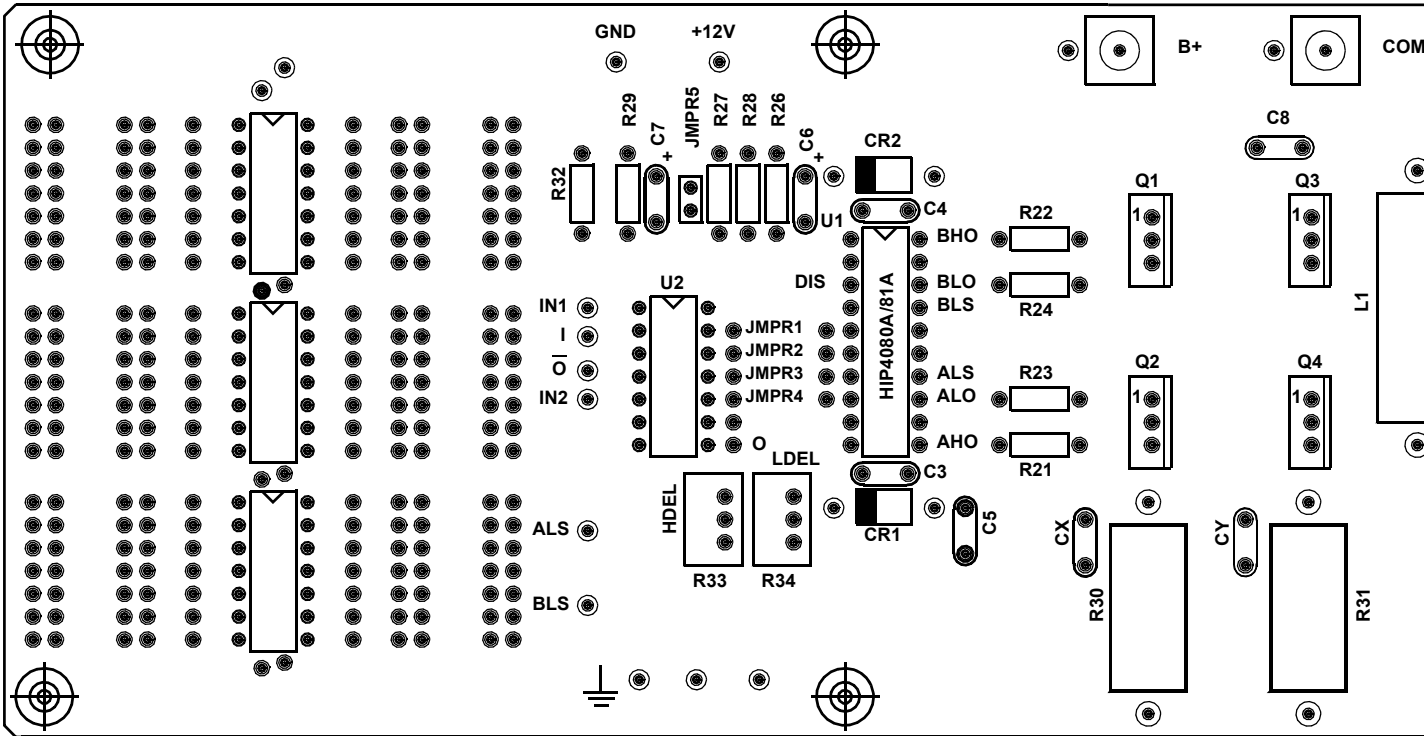 GND
+12V
B+
COM
R29
C7
+
JMPR5
R27
R28
R26
C6
+
CR2
C8
R32
U1
C4
Q1
Q3
R22
1
1
BHO
DIS
BLO
U2
BLS
R24
HIP4080A/81A
L1
IN1
I
O̅
IN2
JMPR1
JMPR2
JMPR3
JMPR4
ALS
ALO
AHO
R23
Q2
Q4
1
1
O
LDEL
R21
C3
HDEL
ALS
CR1
C5
CX
CY
R33
R34
BLS
R30
R31